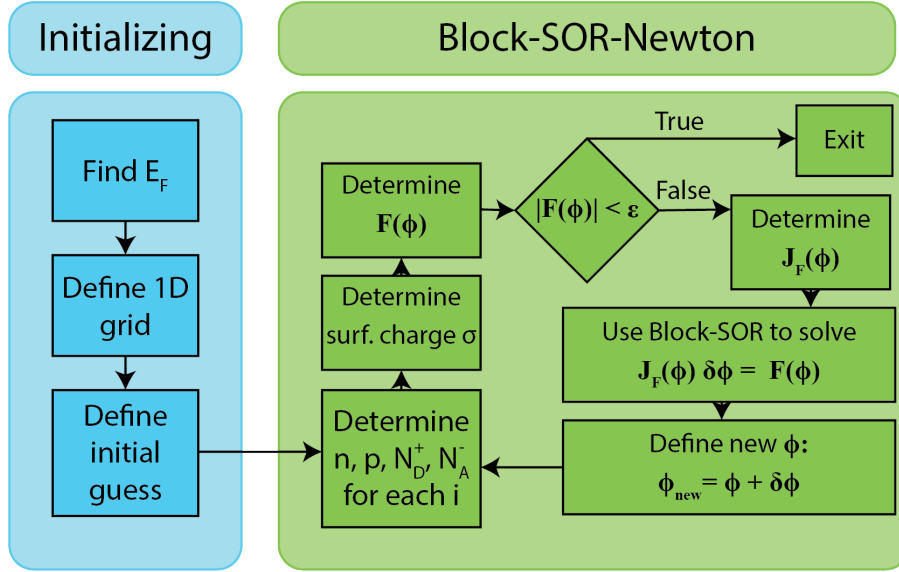 Initializing
Block-SOR-Newton
Find E_F
Define 1D
grid
Define
initial
guess
Determine
n, p, N_D^+, N_A^-
for each i
Determine
surf. charge σ
Determine
F(ϕ)
|F(ϕ)| < ε
True
Exit
False
Determine
J_F(ϕ)
Use Block-SOR to solve
J_F(ϕ) δϕ = F(ϕ)
Define new ϕ:
ϕ_new = ϕ + δϕ